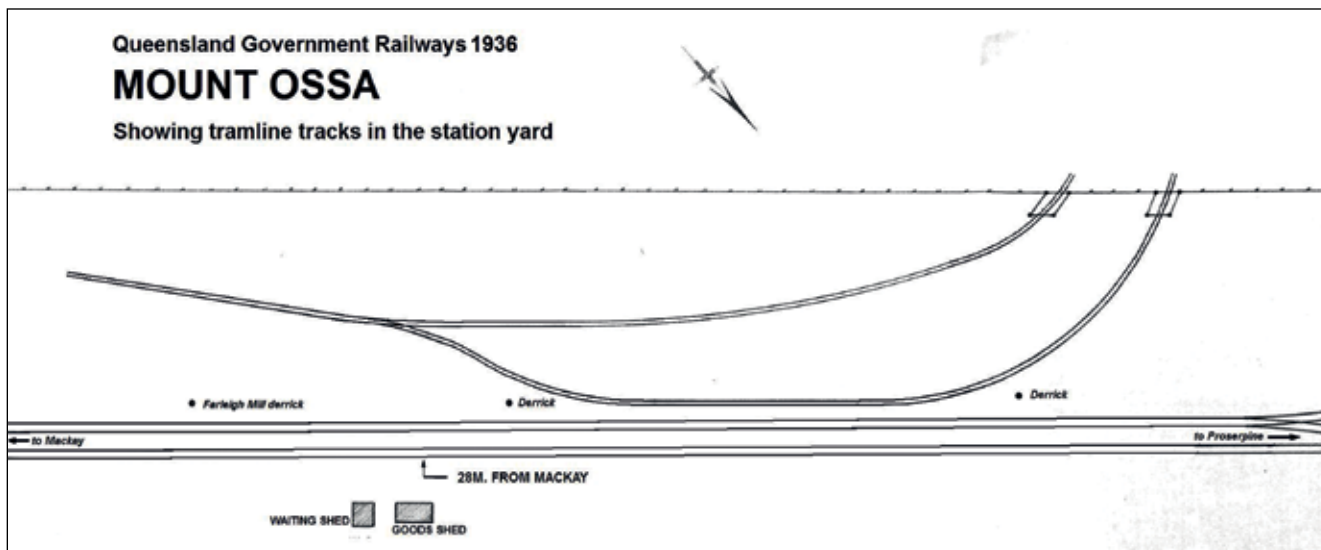 Queensland Government Railways 1936
MOUNT OSSA
Showing tramline tracks in the station yard
Farleigh Mill derrick
Derrick
Derrick
to Mackay
to Proserpine
28M. FROM MACKAY
WAITING SHED
GOODS SHED